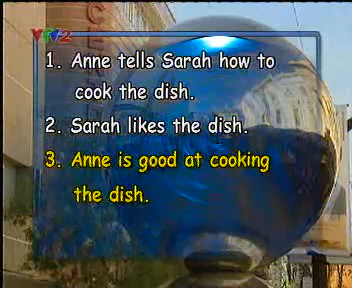 VTV2
1. Anne tells Sarah how to
cook the dish.
2. Sarah likes the dish.
3. Anne is good at cooking
the dish.